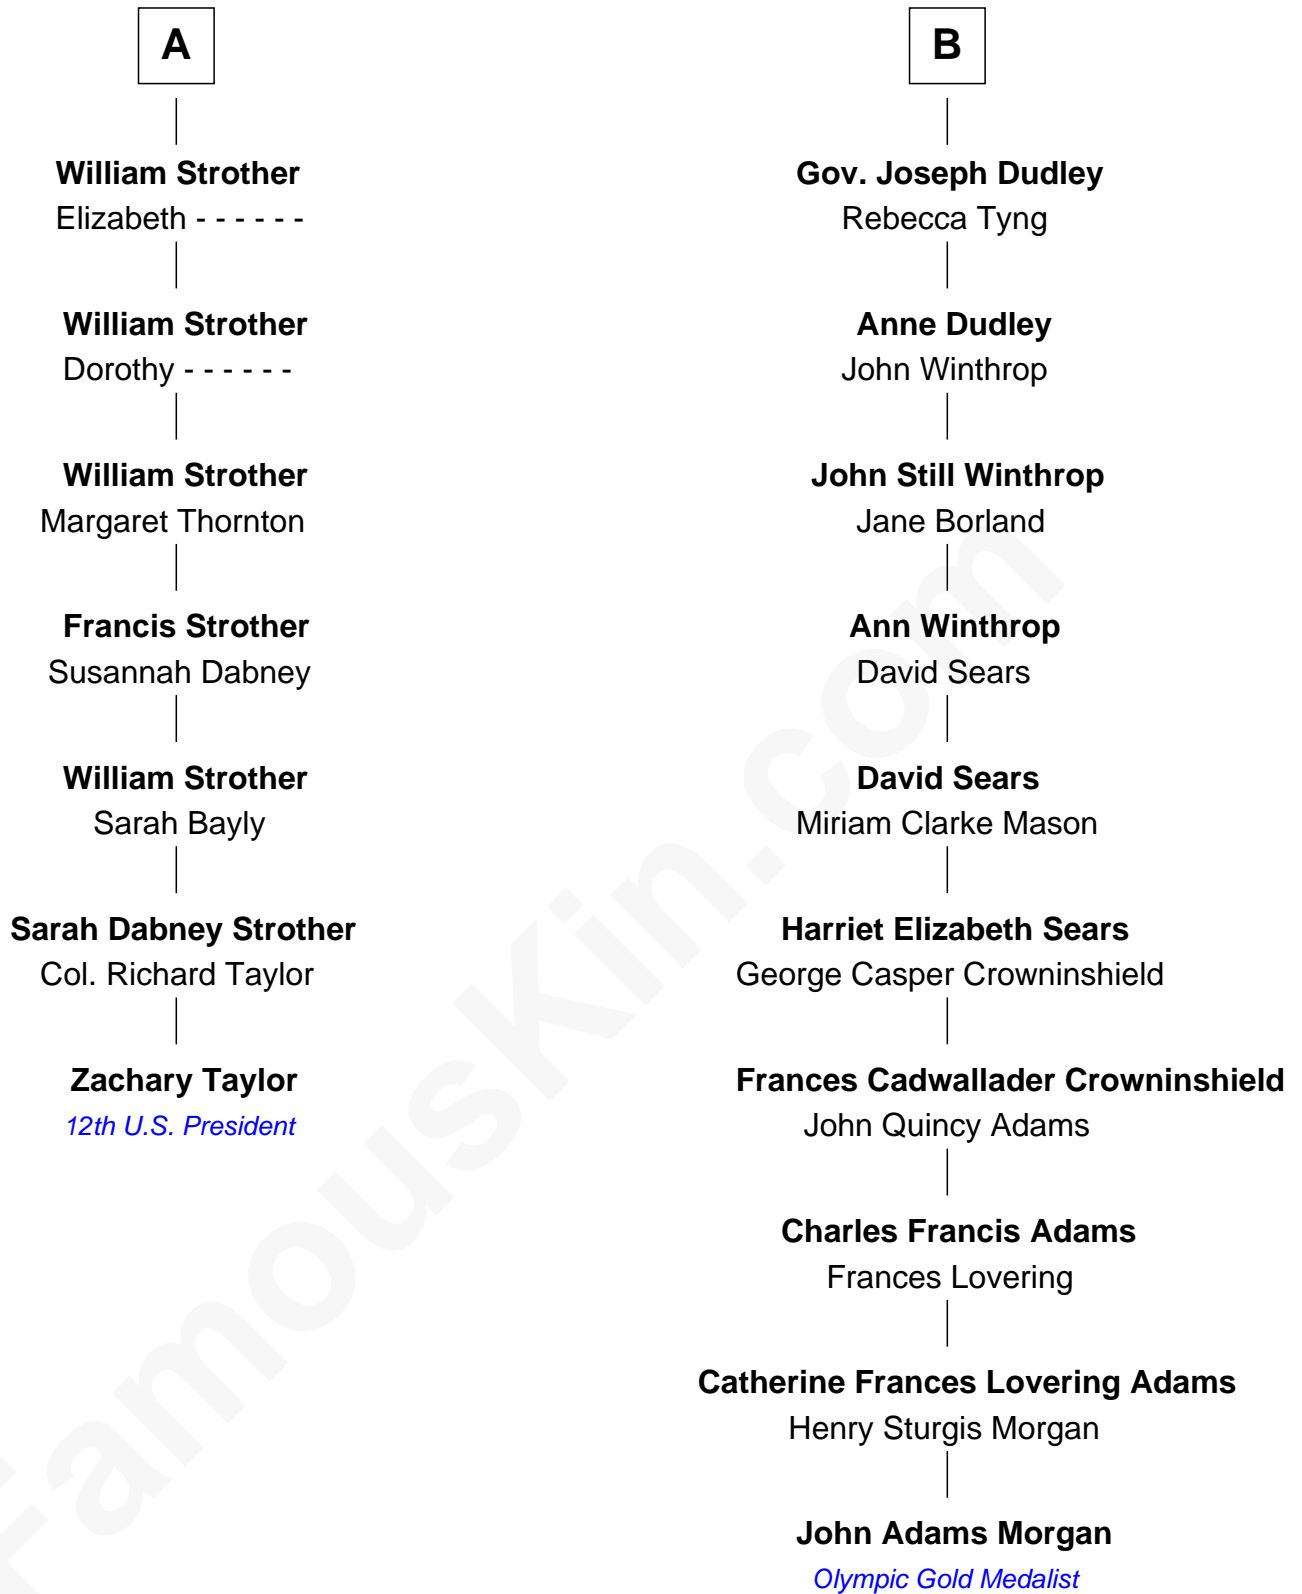 A
William Strother
Elizabeth - - - - - -
William Strother
Dorothy - - - - - -
William Strother
Margaret Thornton
Francis Strother
Susannah Dabney
William Strother
Sarah Bayly
Sarah Dabney Strother
Col. Richard Taylor
Zachary Taylor
12th U.S. President
B
Gov. Joseph Dudley
Rebecca Tyng
Anne Dudley
John Winthrop
John Still Winthrop
Jane Borland
Ann Winthrop
David Sears
David Sears
Miriam Clarke Mason
Harriet Elizabeth Sears
George Casper Crowninshield
Frances Cadwallader Crowninshield
John Quincy Adams
Charles Francis Adams
Frances Lovering
Catherine Frances Lovering Adams
Henry Sturgis Morgan
John Adams Morgan
Olympic Gold Medalist
FamousKin.com